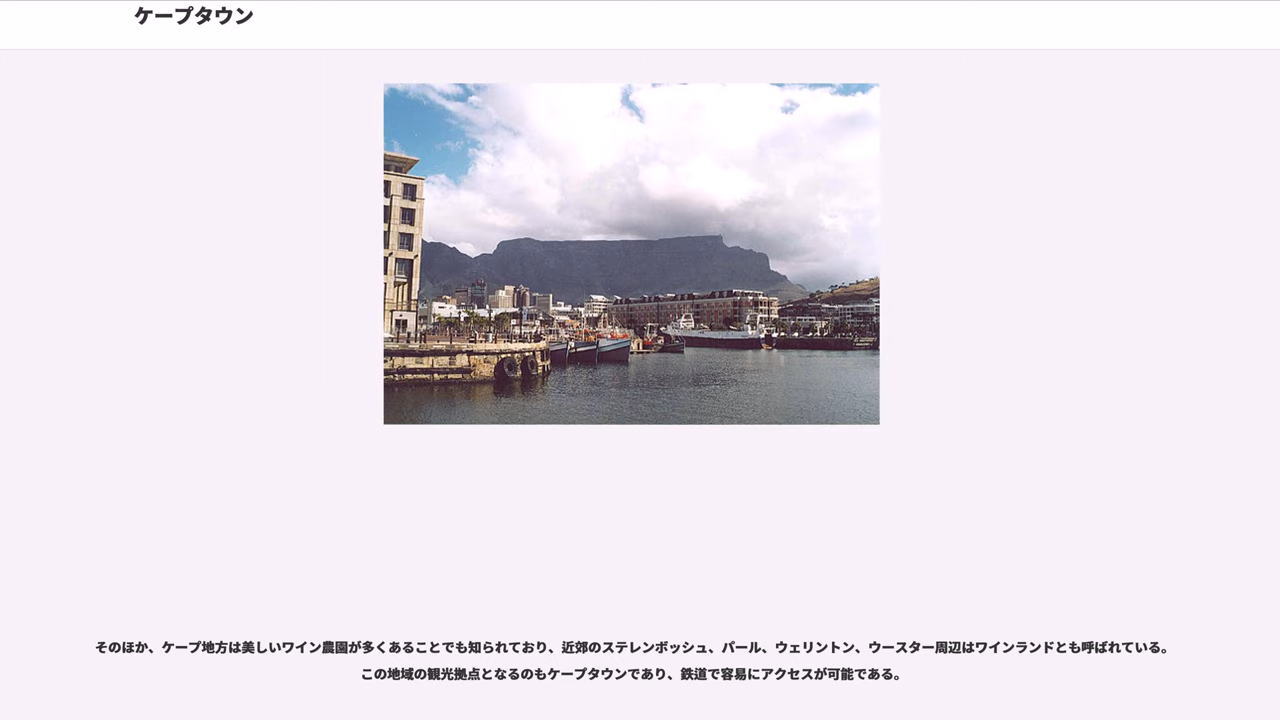 ケープタウン
そのほか、ケープ地方は美しいワイン農園が多くあることでも知られており、近郊のステレンボッシュ、パール、ウェリントン、ウースター周辺はワインランドとも呼ばれている。
この地域の観光拠点となるのもケープタウンであり、鉄道で容易にアクセスが可能である。